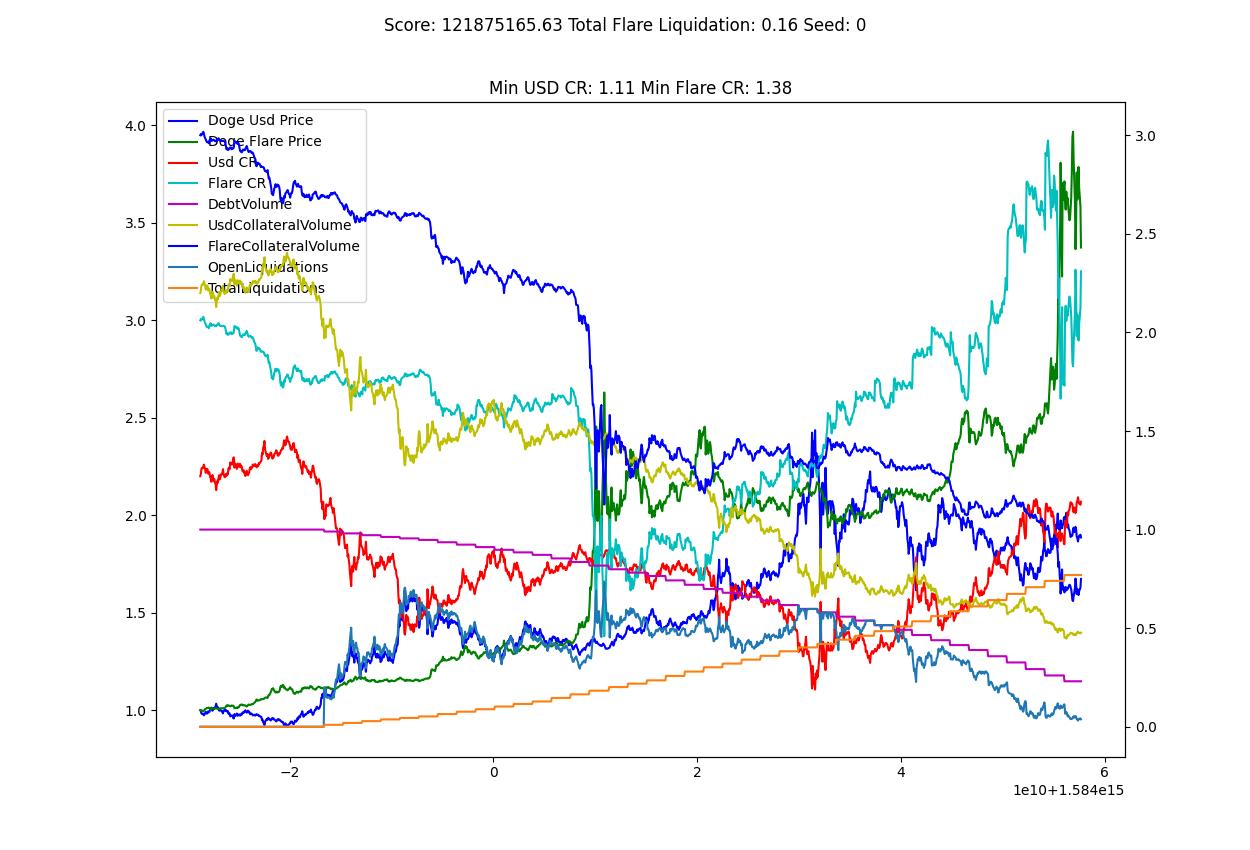 Score: 121875165.63 Total Flare Liquidation: 0.16 Seed: 0
Min USD CR: 1.11 Min Flare CR: 1.38
Doge Usd Price
Doge Flare Price
Usd CR
Flare CR
DebtVolume
UsdCollateralVolume
FlareCollateralVolume
OpenLiquidations
TotalLiquidations
4.0
3.5
3.0
2.5
2.0
1.5
1.0
3.0
2.5
2.0
1.5
1.0
0.5
0.0
−2
0
2
4
6
1e10+1.584e15